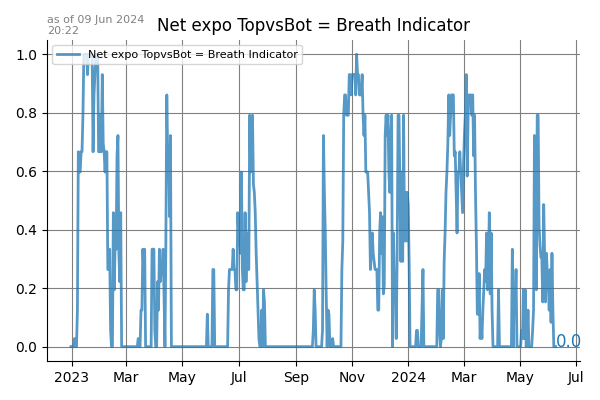 as of 09 Jun 2024
20:22
Net expo TopvsBot = Breath Indicator
Net expo TopvsBot = Breath Indicator
1.0
0.8
0.6
0.4
0.2
0.0
0.0
2023 Mar May Jul Sep Nov 2024 Mar May Jul